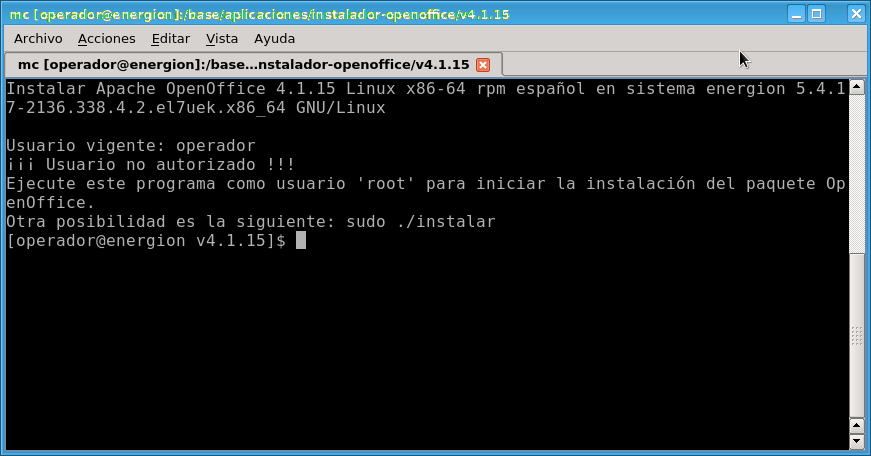 mc [operador@energion]:/base/aplicaciones/instalador-openoffice/v4.1.15
Archivo Acciones Editar Vista Ayuda
mc [operador@energion]:/base...nstalador-openoffice/v4.1.15
Instalar Apache OpenOffice 4.1.15 Linux x86-64 rpm español en sistema energion 5.4.1
7-2136.338.4.2.el7uek.x86_64 GNU/Linux
Usuario vigente: operador
¡¡¡ Usuario no autorizado !!!
Ejecute este programa como usuario 'root' para iniciar la instalación del paquete Op
enOffice.
Otra posibilidad es la siguiente: sudo ./instalar
[operador@energion v4.1.15]$